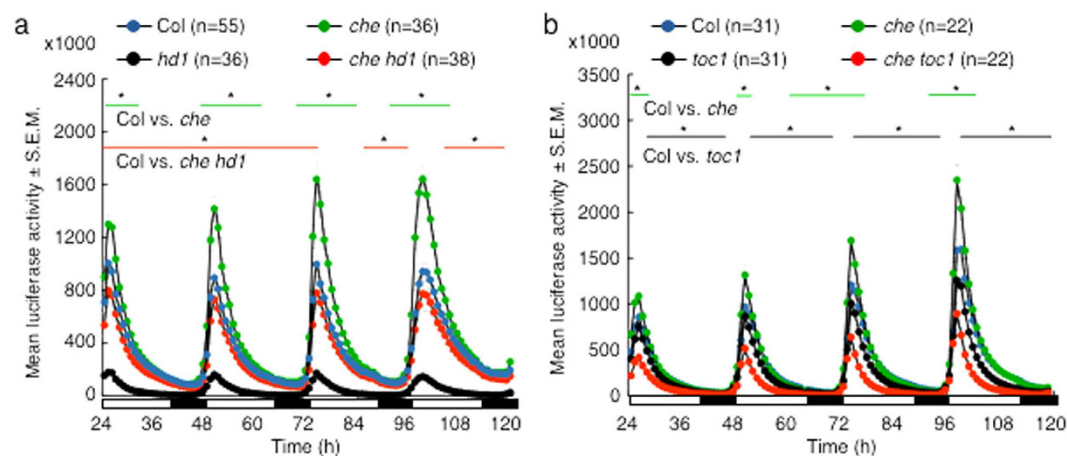 a
x1000
Col (n=55)
che (n=36)
hd1 (n=36)
che hd1 (n=38)
Mean luciferase activity ± S.E.M.
2400
2000
1600
1200
800
400
0
* * * *
Col vs. che
* * *
Col vs. che hd1
24 36 48 60 72 84 96 108 120
Time (h)
b
x1000
Col (n=31)
che (n=22)
toc1 (n=31)
che toc1 (n=22)
Mean luciferase activity ± S.E.M.
3500
3000
2500
2000
1500
1000
500
0
* * * *
Col vs. che
* * * *
Col vs. toc1
24 36 48 60 72 84 96 108 120
Time (h)